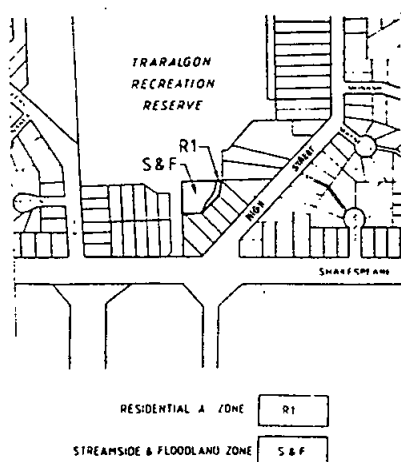 TRARALGON
RECREATION
RESERVE
R1
S & F
HIGH STREET
SHAKESPEARE
RESIDENTIAL A ZONE R1
STREAMSIDE & FLOODLAND ZONE S & F